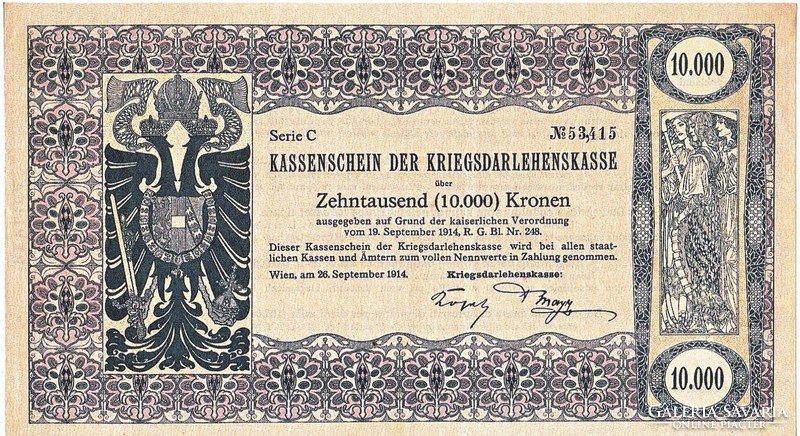 10.000
Serie C
№ 53,415
KASSENSCHEIN DER KRIEGSDARLEHENSKASSE
über
Zehntausend (10.000) Kronen
ausgegeben auf Grund der kaiserlichen Verordnung
vom 19. September 1914, R. G. Bl. Nr. 248.
Dieser Kassenschein der Kriegsdarlehenskasse wird bei allen staat-
lichen Kassen und Ämtern zum vollen Nennwerte in Zahlung genommen.
Wien, am 26. September 1914.
Kriegsdarlehenskasse:
10.000
GALERIA SAVARIA
ONLINE PIACTÉR